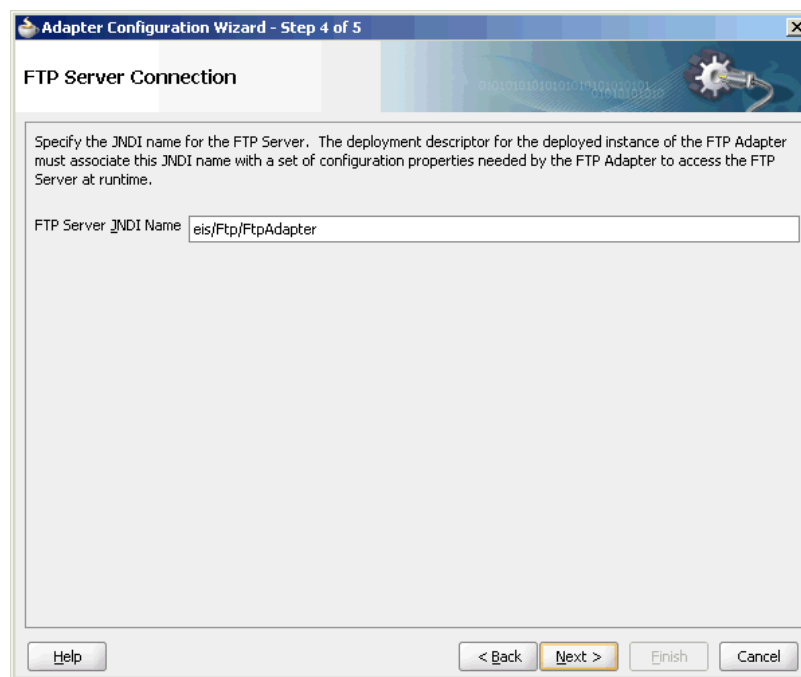 Adapter Configuration Wizard - Step 4 of 5
FTP Server Connection
Specify the JNDI name for the FTP Server. The deployment descriptor for the deployed instance of the FTP Adapter
must associate this JNDI name with a set of configuration properties needed by the FTP Adapter to access the FTP
Server at runtime.
FTP Server JNDI Name eis/Ftp/FtpAdapter
Help < Back Next > Finish Cancel